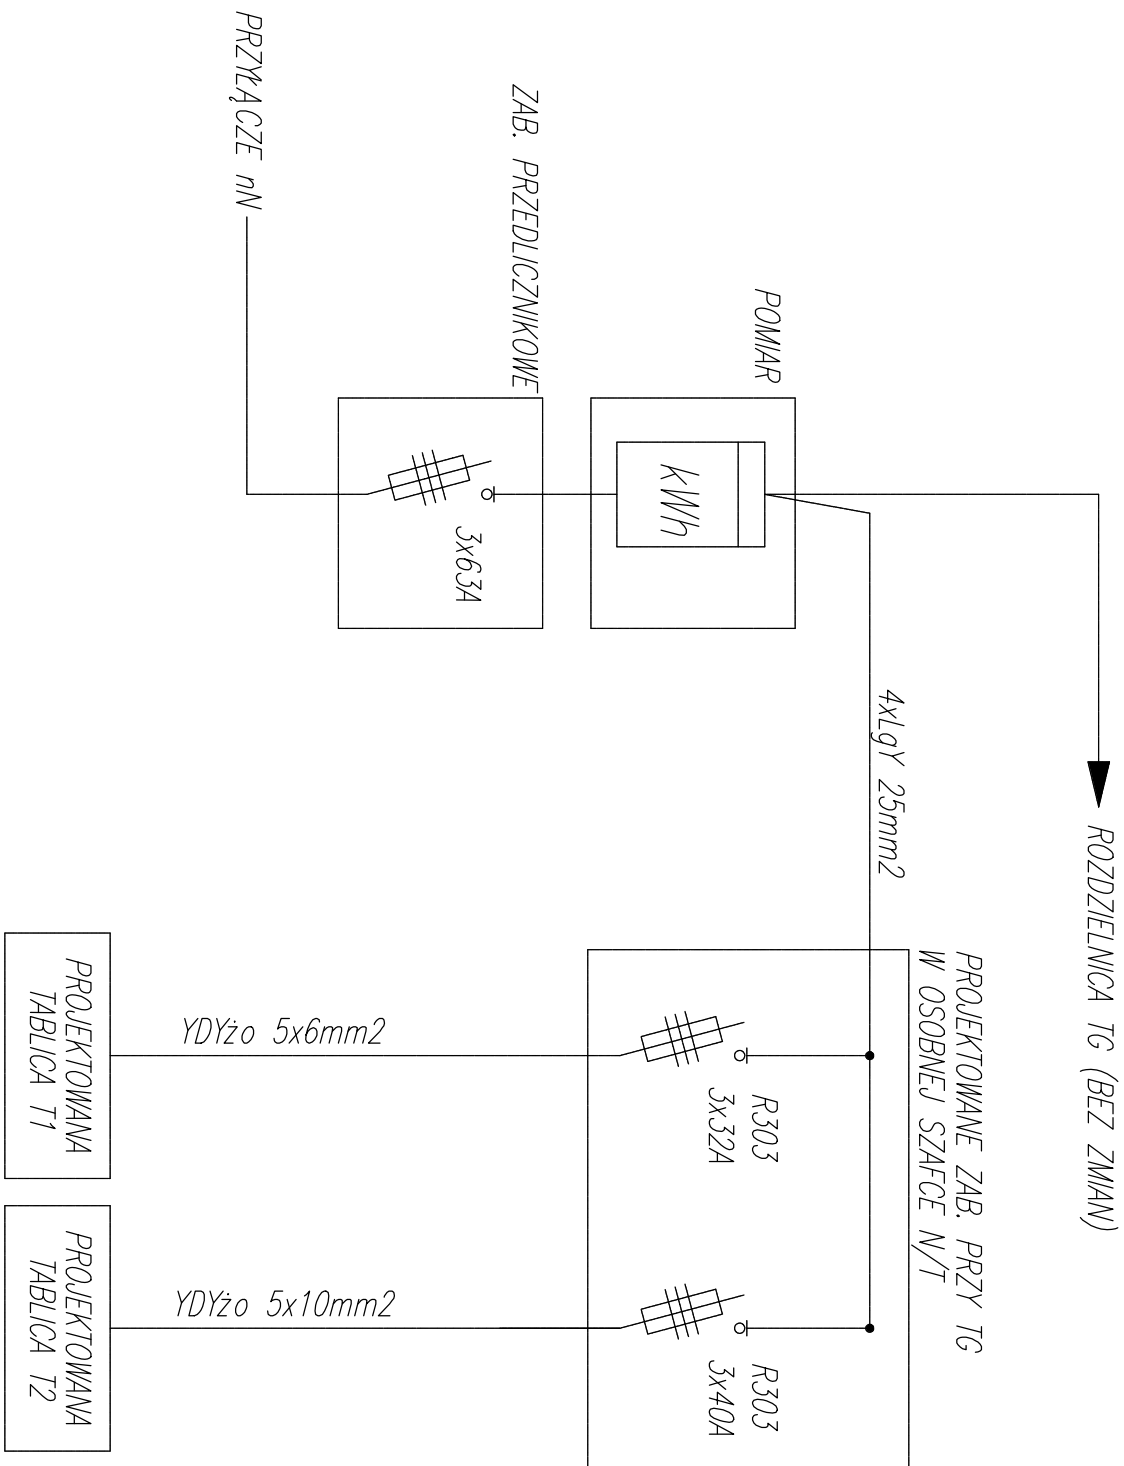 ROZDZIELNICA TG (BEZ ZMIAN)
PROJEKTOWANE ZAB. PRZY TG
W OSOBNEJ SZAFCE N/T
4xLgY 25mm2
POMIAR
kWh
ZAB. PRZEDLICZNIKOWE
3x63A
PRZYŁĄCZE nN
R303
3x32A
R303
3x40A
YDYżo 5x6mm2
YDYżo 5x10mm2
PROJEKTOWANA
TABLICA T1
PROJEKTOWANA
TABLICA T2